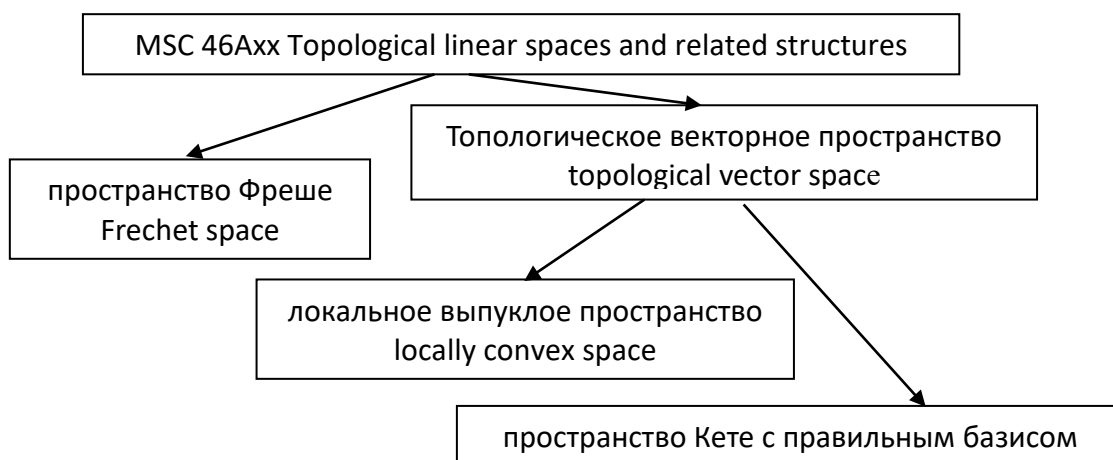 MSC 46Axx Topological linear spaces and related structures
Топологическое векторное пространство
topological vector space
пространство Фреше
Frechet space
локальное выпуклое пространство
locally convex space
пространство Кете с правильным базисом